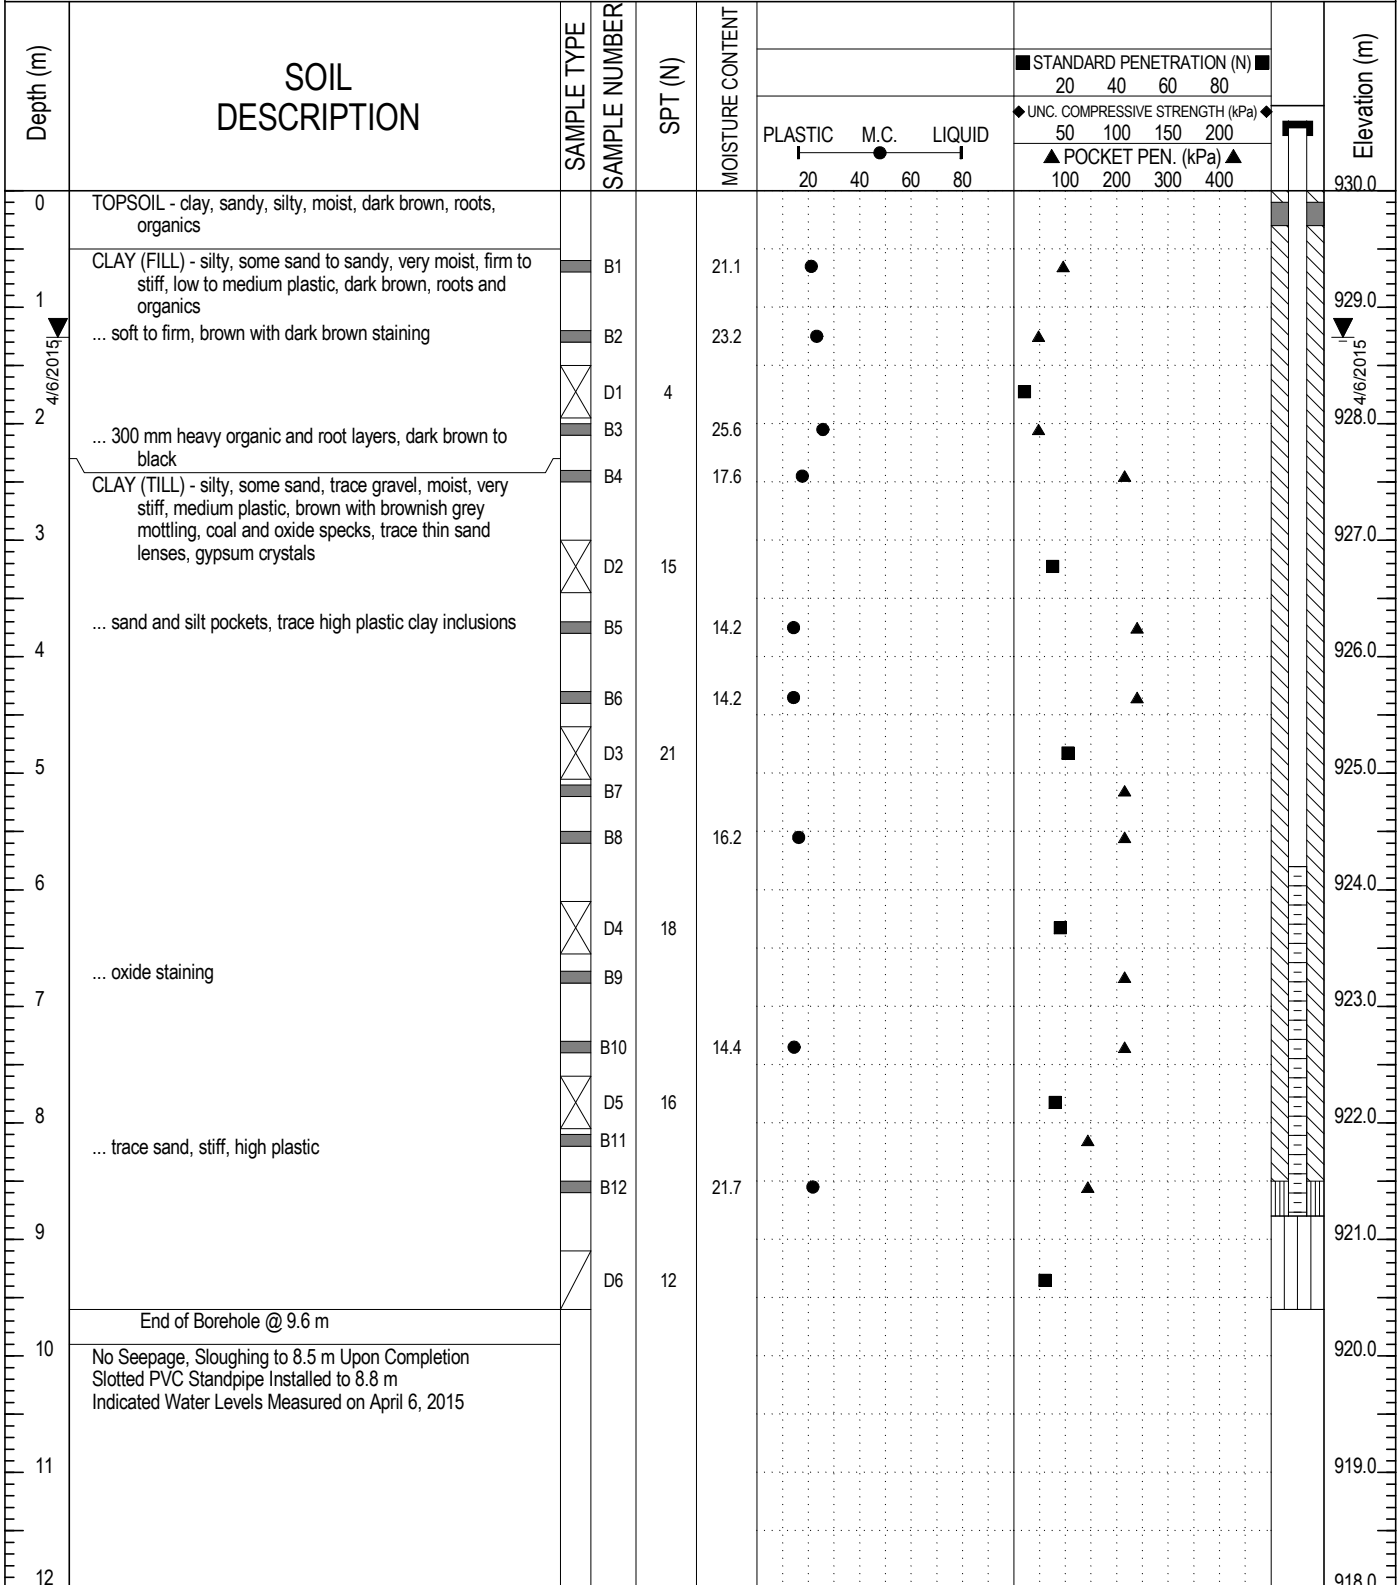 Depth (m)
SOIL
DESCRIPTION
SAMPLE TYPE
SAMPLE NUMBER
SPT (N)
MOISTURE CONTENT
PLASTIC M.C. LIQUID
20 40 60 80
STANDARD PENETRATION (N)
20 40 60 80
UNC. COMPRESSIVE STRENGTH (kPa)
50 100 150 200
POCKET PEN. (kPa)
100 200 300 400
Elevation (m)
930.0
0
TOPSOIL - clay, sandy, silty, moist, dark brown, roots,
organics
CLAY (FILL) - silty, some sand to sandy, very moist, firm to
stiff, low to medium plastic, dark brown, roots and
organics
B1 21.1
1 929.0
... soft to firm, brown with dark brown staining
B2 23.2
4/6/2015 4/6/2015
D1 4
2 928.0
... 300 mm heavy organic and root layers, dark brown to
black
B3 25.6
CLAY (TILL) - silty, some sand, trace gravel, moist, very
stiff, medium plastic, brown with brownish grey
mottling, coal and oxide specks, trace thin sand
lenses, gypsum crystals
B4 17.6
3 927.0
D2 15
... sand and silt pockets, trace high plastic clay inclusions
B5 14.2
4 926.0
B6 14.2
D3 21
5 925.0
B7
B8 16.2
6 924.0
D4 18
... oxide staining
B9
7 923.0
B10 14.4
D5 16
8 922.0
B11
... trace sand, stiff, high plastic
B12 21.7
9 921.0
D6 12
End of Borehole @ 9.6 m
10 920.0
No Seepage, Sloughing to 8.5 m Upon Completion
Slotted PVC Standpipe Installed to 8.8 m
Indicated Water Levels Measured on April 6, 2015
11 919.0
12 918.0